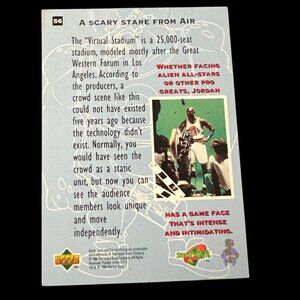 56
A SCARY STARE FROM AIR
The "Virtual Stadium" is a 25,000-seat
stadium, modeled mostly after the Great
Western Forum in Los
Angeles. According to
the producers, a
crowd scene like this
could not have existed
five years ago because
the technology didn't
exist. Normally, you
would have seen the
crowd as a static
unit, but now you can
see the audience
members look unique
and move
independently.
WHETHER FACING
ALIEN ALL-STARS
OR OTHER PRO
GREATS, JORDAN
HAS A GAME FACE
THAT'S INTENSE
AND INTIMIDATING.
UPPER
DECK
SPACE JAM